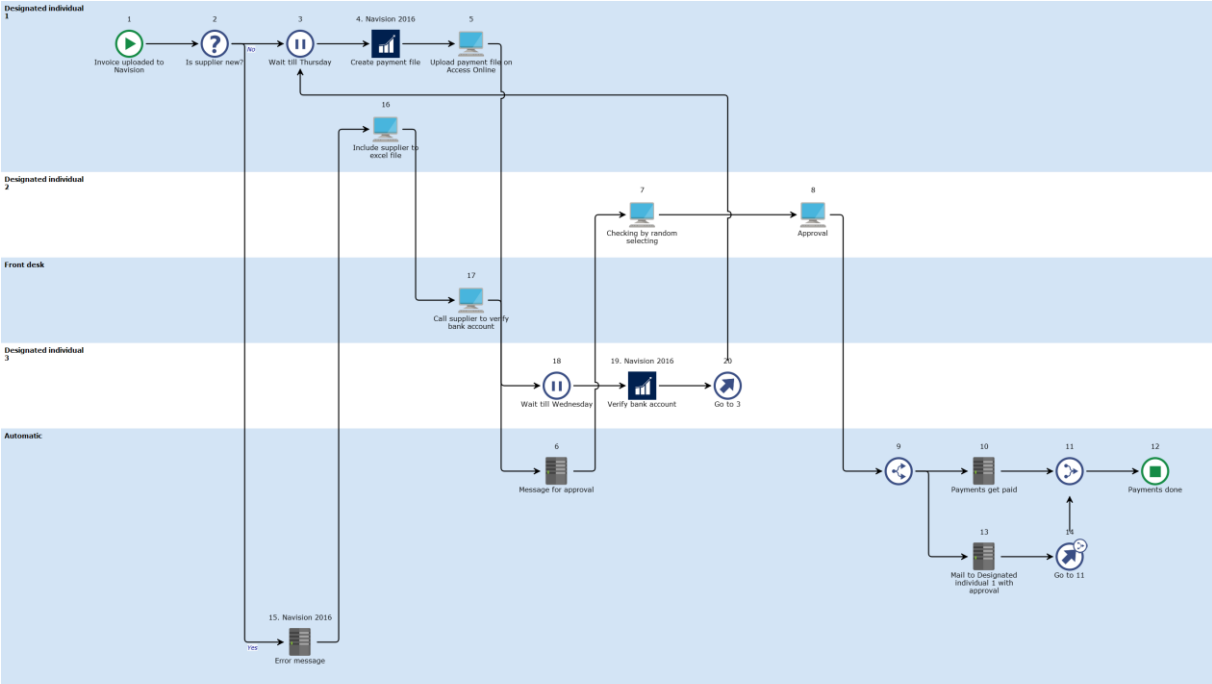 Designated individual
1
1
2
3
4. Navision 2016
5
Invoice uploaded to
Navision
Is supplier new?
No
Wait till Thursday
Create payment file
Upload payment file on
Access Online
16
Include supplier to
excel file
Designated individual
2
7
8
Checking by random
selecting
Approval
Front desk
17
Call supplier to verify
bank account
Designated individual
3
18
19. Navision 2016
20
Wait till Wednesday
Verify bank account
Go to 3
Automatic
6
9
10
11
12
Message for approval
Payments get paid
Payments done
13
14
Mail to Designated
individual 1 with
approval
Go to 11
15. Navision 2016
Yes
Error message